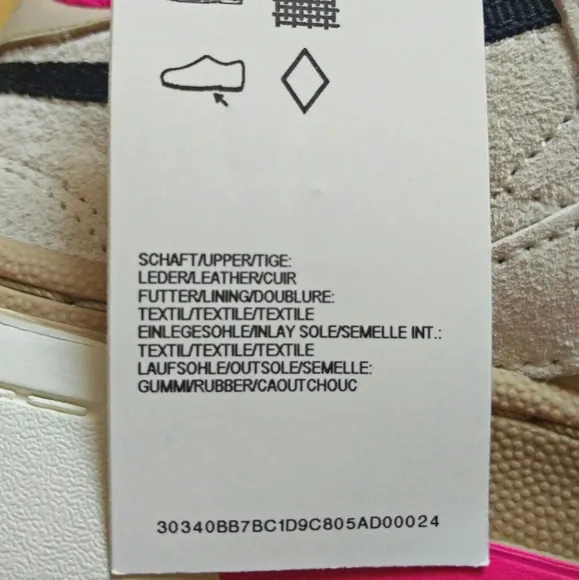 SCHAFT/UPPER/TIGE:
LEDER/LEATHER/CUIR
FUTTER/LINING/DOUBLURE:
TEXTIL/TEXTILE/TEXTILE
EINLEGESOHLE/INLAY SOLE/SEMELLE INT.:
TEXTIL/TEXTILE/TEXTILE
LAUFSOHLE/OUTSOLE/SEMELLE:
GUMMI/RUBBER/CAOUTCHOUC
30340BB7BC1D9C805AD00024